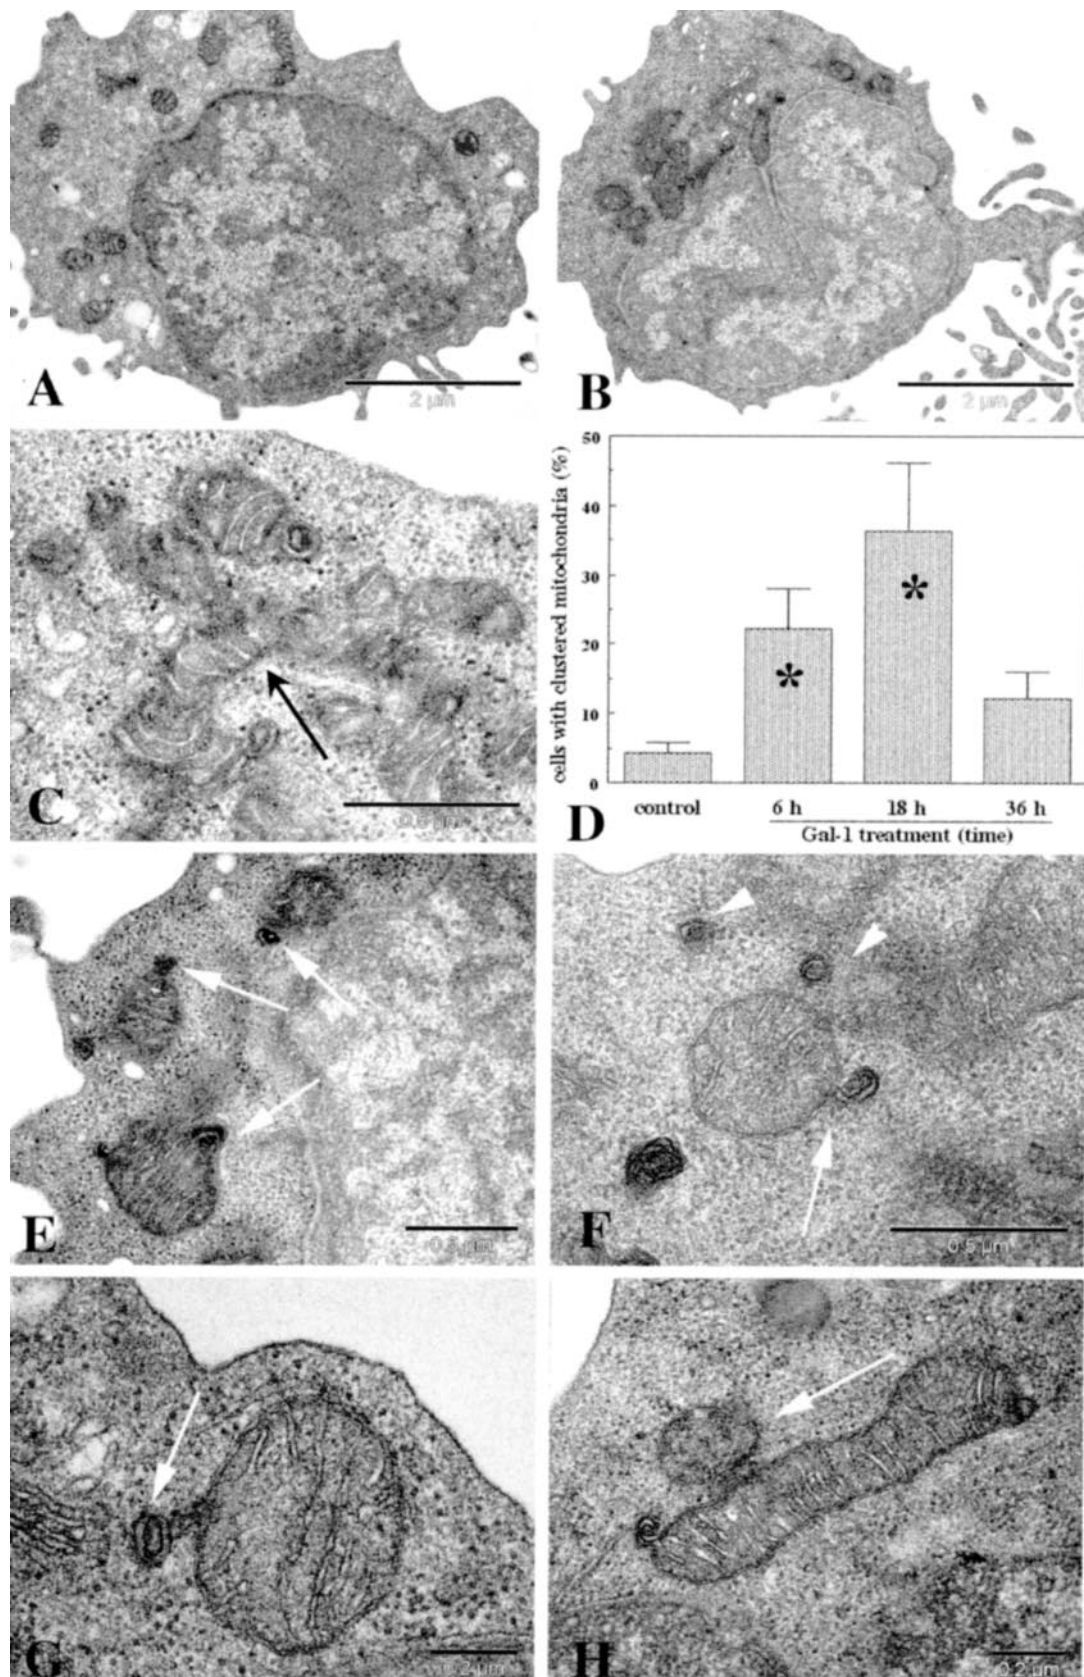 A
2 µm
B
2 µm
C
D
cells with clustered mitochondria (%)
50
40
30
20
10
0
*
*
control
6 h
18 h
36 h
Gal-1 treatment (time)
E
0.5 µm
F
0.5 µm
G
0.2 µm
H
0.2 µm